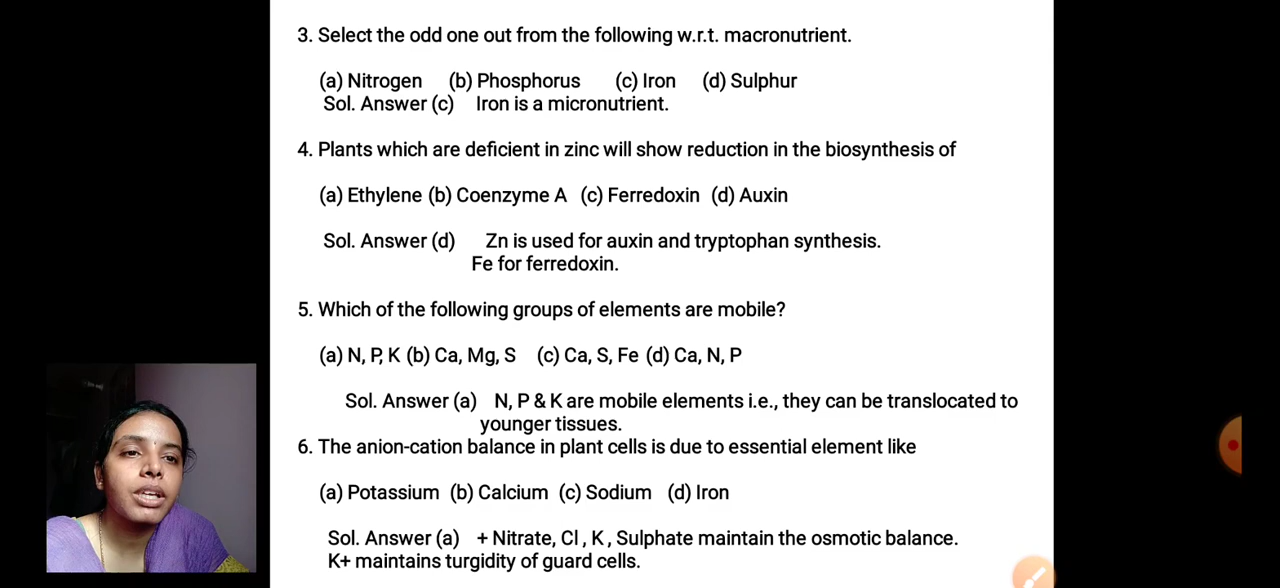 3. Select the odd one out from the following w.r.t. macronutrient.
(a) Nitrogen (b) Phosphorus (c) Iron (d) Sulphur
Sol. Answer (c) Iron is a micronutrient.
4. Plants which are deficient in zinc will show reduction in the biosynthesis of
(a) Ethylene (b) Coenzyme A (c) Ferredoxin (d) Auxin
Sol. Answer (d) Zn is used for auxin and tryptophan synthesis.
Fe for ferredoxin.
5. Which of the following groups of elements are mobile?
(a) N, P, K (b) Ca, Mg, S (c) Ca, S, Fe (d) Ca, N, P
Sol. Answer (a) N, P & K are mobile elements i.e., they can be translocated to
younger tissues.
6. The anion-cation balance in plant cells is due to essential element like
(a) Potassium (b) Calcium (c) Sodium (d) Iron
Sol. Answer (a) + Nitrate, Cl , K , Sulphate maintain the osmotic balance.
K+ maintains turgidity of guard cells.